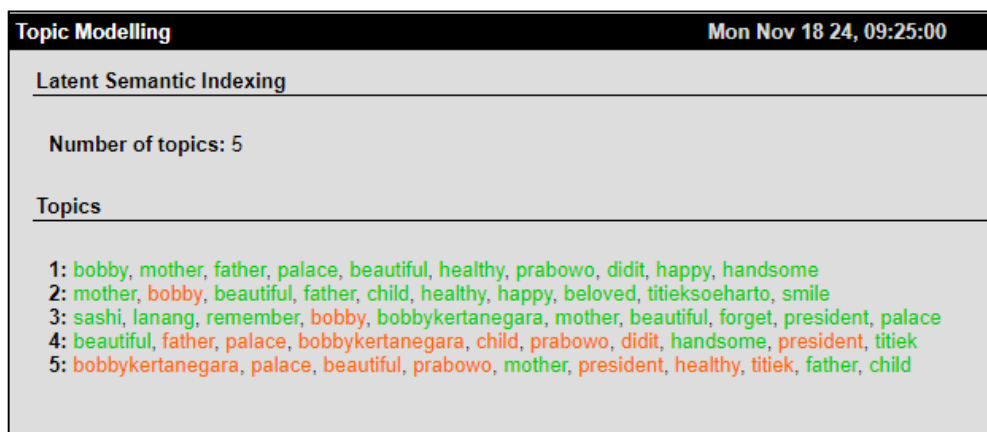 Topic Modelling Mon Nov 18 24, 09:25:00
Latent Semantic Indexing
Number of topics: 5
Topics
1: bobby, mother, father, palace, beautiful, healthy, prabowo, didit, happy, handsome
2: mother, bobby, beautiful, father, child, healthy, happy, beloved, titieksoeharto, smile
3: sashi, lanang, remember, bobby, bobbykertanegara, mother, beautiful, forget, president, palace
4: beautiful, father, palace, bobbykertanegara, child, prabowo, didit, handsome, president, titiek
5: bobbykertanegara, palace, beautiful, prabowo, mother, president, healthy, titiek, father, child